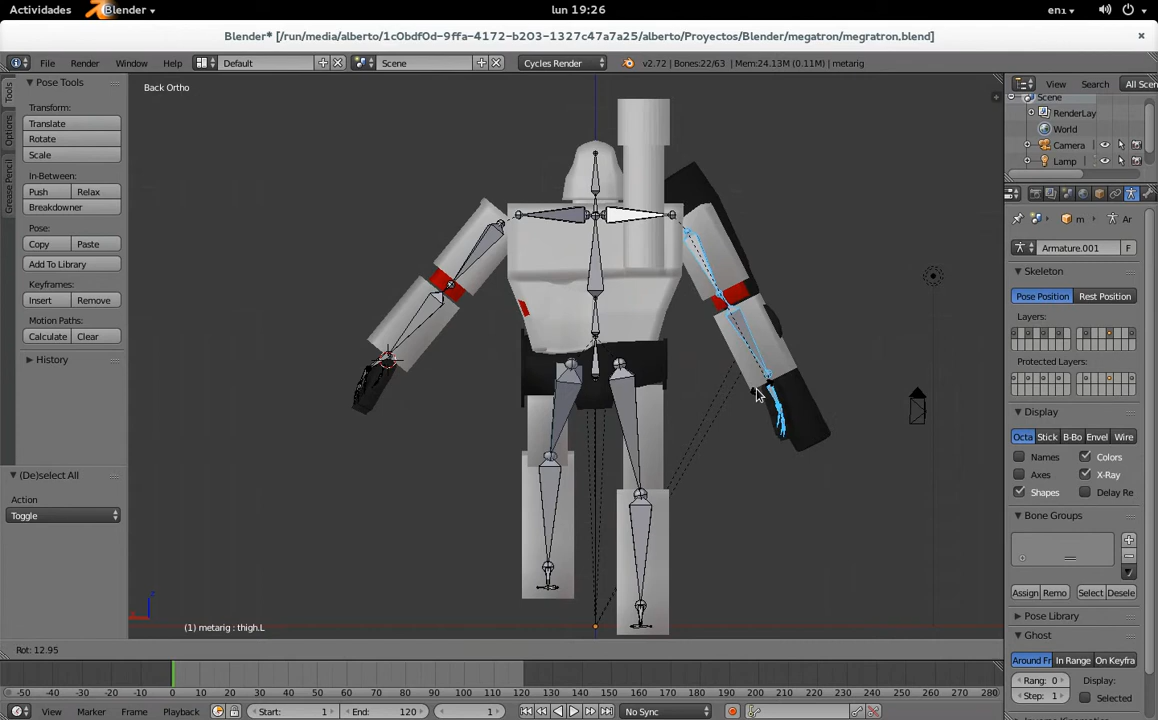 Actividades Blender lun 19:26 en1
Blender* [/run/media/alberto/1c0bdf0d-9ffa-4172-b203-1327c47a7a25/alberto/Proyectos/Blender/megatron/megratron.blend]
File Render Window Help Default Scene Cycles Render v2.72 | Bones:22/63 | Mem:24.13M (0.11M) | metarig
Pose Tools
Tools
Options
Grease Pencil
Transform:
Translate
Rotate
Scale
In-Between:
Push Relax
Breakdowner
Pose:
Copy Paste
Add To Library
Keyframes:
Insert Remove
Motion Paths:
Calculate Clear
History
(De)select All
Action
Toggle
Back Ortho
(1) metarig : thigh.L
View Search All Scen
Scene
RenderLay
World
Camera
Lamp
m Ar
Armature.001 F
Skeleton
Pose Position Rest Position
Layers:
Protected Layers:
Display
Octa Stick B-Bo Envel Wire
Names Colors
Axes X-Ray
Shapes Delay Re
Bone Groups
Assign Remo Select Desele
Pose Library
Ghost
Around Fr In Range On Keyfra
Rang: 0 Display:
Step: 1 Selected
Rot: 12.95
-50 -40 -30 -20 -10 0 10 20 30 40 50 60 70 80 90 100 110 120 130 140 150 160 170 180 190 200 210 220 230 240 250 260 270 280
View Marker Frame Playback Start: 1 End: 120 1 No Sync